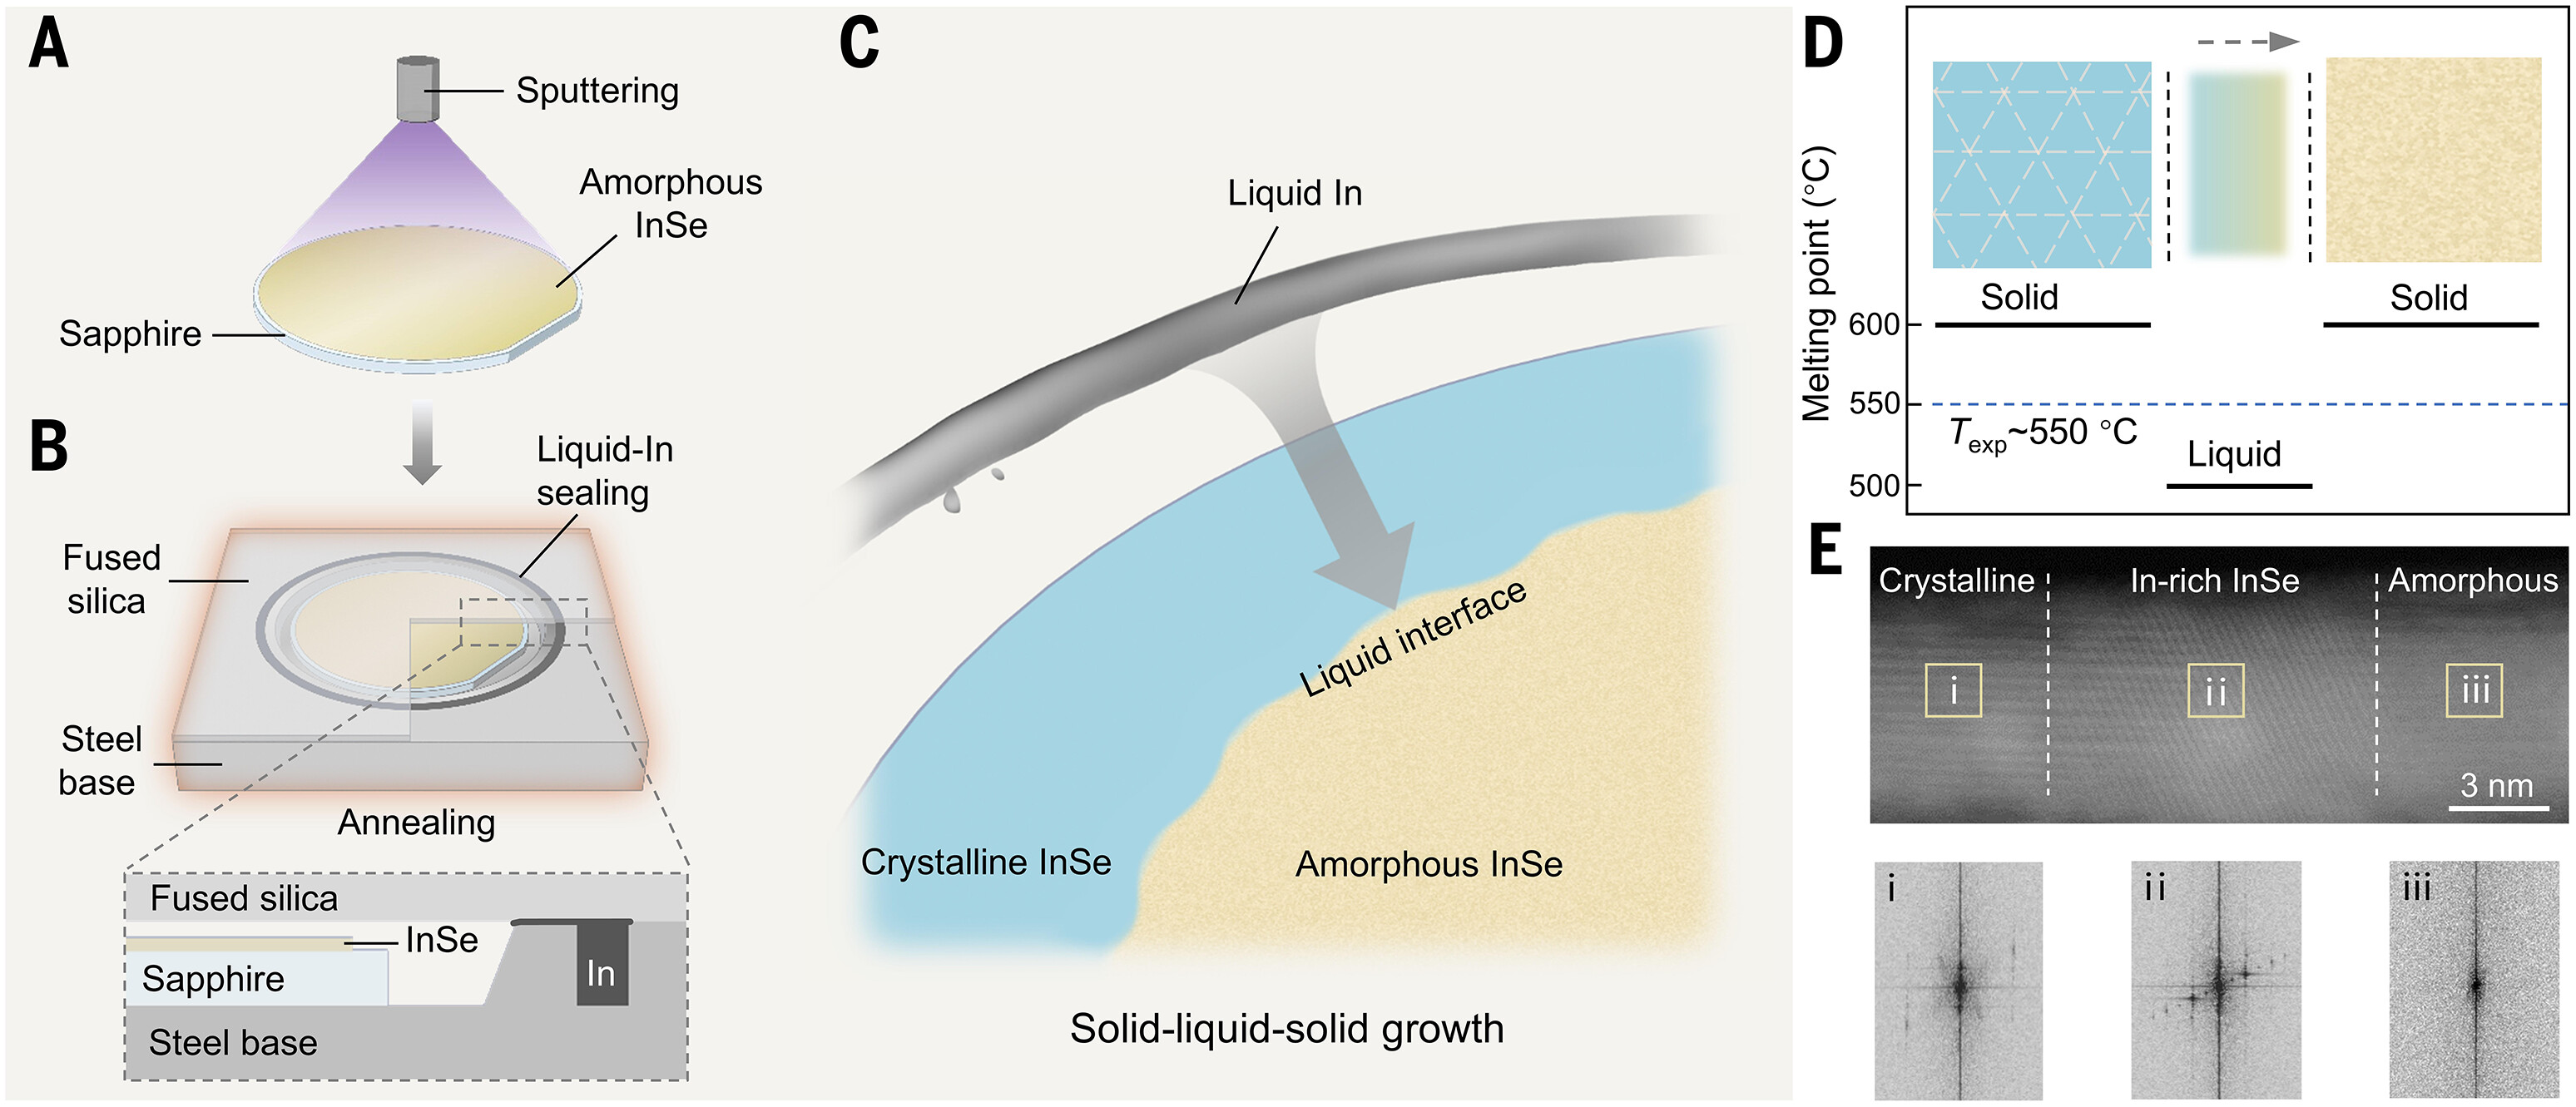 A
Sputtering
Amorphous
InSe
Sapphire
B
Liquid-In
sealing
Fused
silica
Steel
base
Annealing
Fused silica
InSe
Sapphire
In
Steel base
C
Liquid In
Liquid interface
Crystalline InSe
Amorphous InSe
Solid-liquid-solid growth
D
Melting point (°C)
Solid
Solid
600
550
Texp~550 °C
Liquid
500
E
Crystalline
In-rich InSe
Amorphous
i
ii
iii
3 nm
i
ii
iii